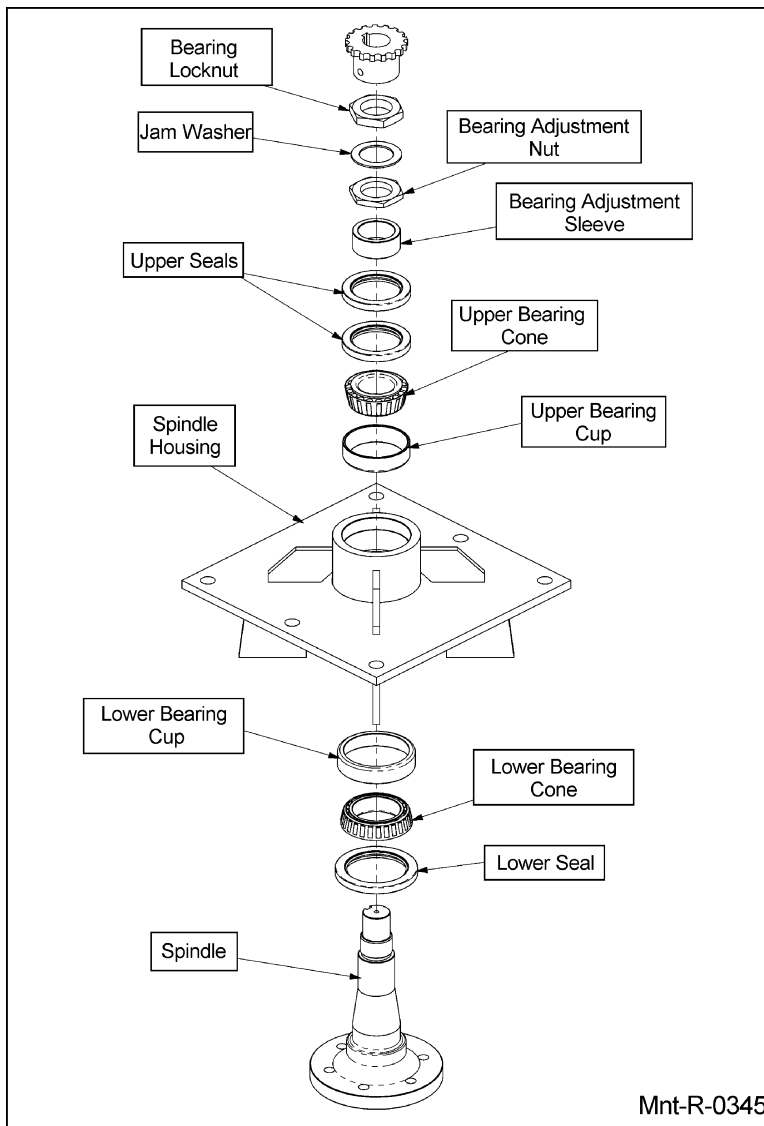 Bearing
Locknut
Jam Washer
Bearing Adjustment
Nut
Bearing Adjustment
Sleeve
Upper Seals
Upper Bearing
Cone
Spindle
Housing
Upper Bearing
Cup
Lower Bearing
Cup
Lower Bearing
Cone
Lower Seal
Spindle
Mnt-R-0345